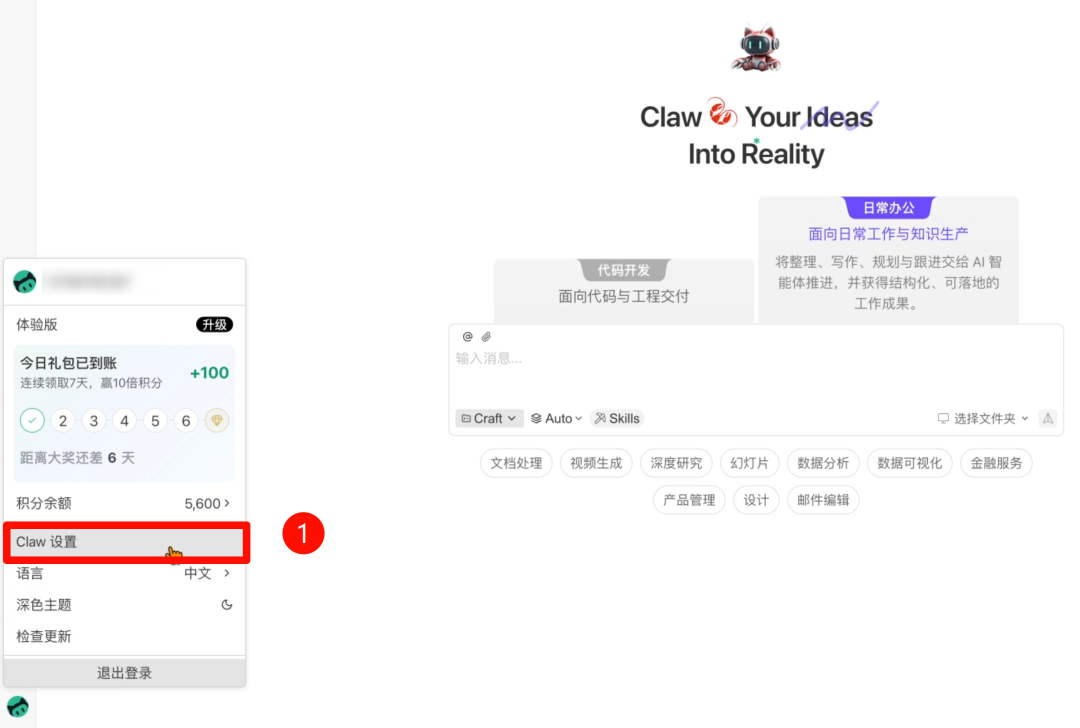 Claw Your Ideas
Into Reality
日常办公
面向日常工作与知识生产
将整理、写作、规划与跟进交给 AI 智
能体推进，并获得结构化、可落地的
工作成果。
代码开发
面向代码与工程交付
@
输入消息...
Craft Auto Skills 选择文件夹
文档处理 视频生成 深度研究 幻灯片 数据分析 数据可视化 金融服务
产品管理 设计 邮件编辑
体验版 升级
今日礼包已到账
连续领取7天，赢10倍积分
+100
2 3 4 5 6
距离大奖还差 6 天
积分余额 5,600 >
Claw 设置
1
语言 中文 >
深色主题
检查更新
退出登录